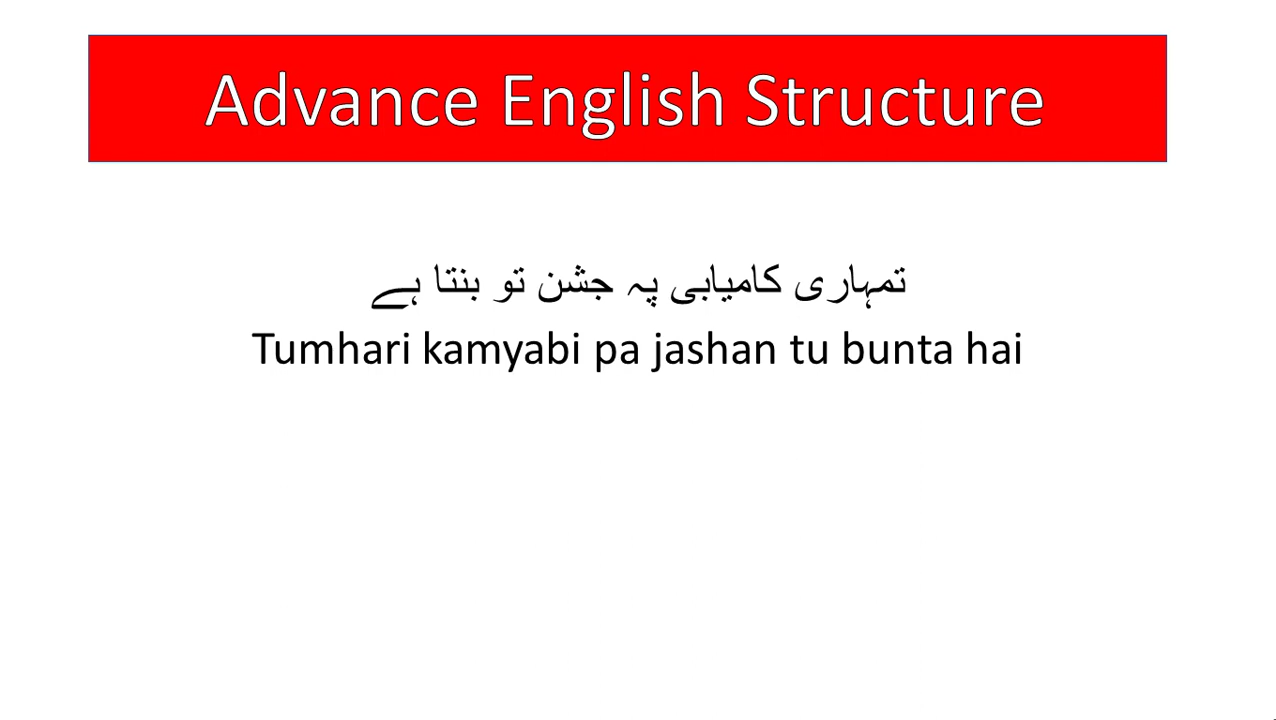 Advance English Structure
تمہاری کامیابی پہ جشن تو بنتا ہے
Tumhari kamyabi pa jashan tu bunta hai